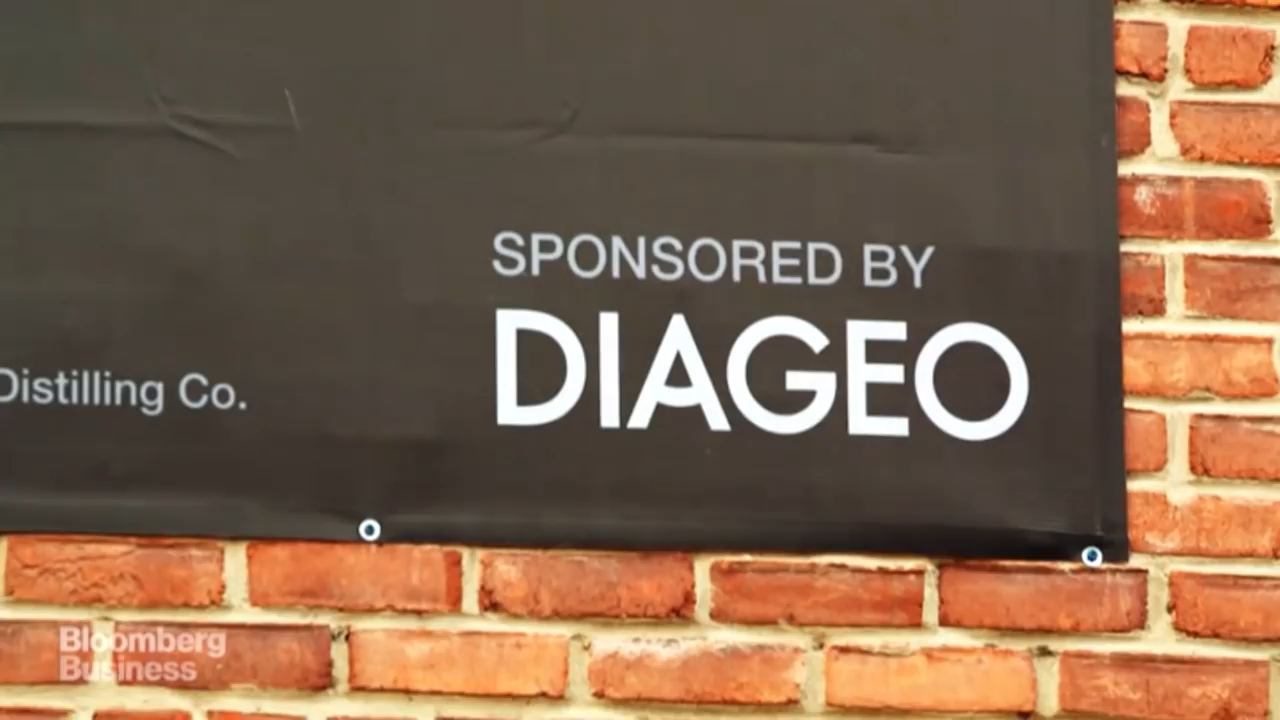 SPONSORED BY
DIAGEO
Distilling Co.
Bloomberg
Business